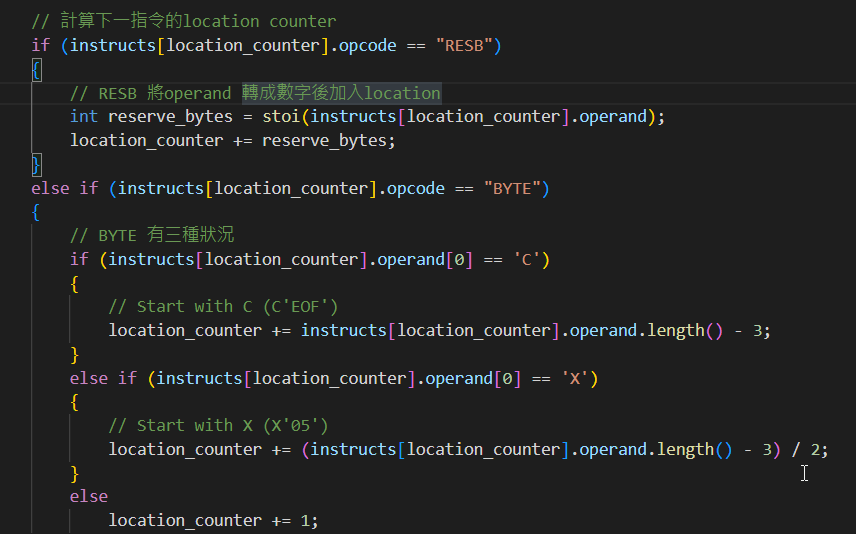 // 計算下一指令的location counter
if (instructs[location_counter].opcode == "RESB")
{
// RESB 將operand 轉成數字後加入location
int reserve_bytes = stoi(instructs[location_counter].operand);
location_counter += reserve_bytes;
}
else if (instructs[location_counter].opcode == "BYTE")
{
// BYTE 有三種狀況
if (instructs[location_counter].operand[0] == 'C')
{
// Start with C (C'EOF')
location_counter += instructs[location_counter].operand.length() - 3;
}
else if (instructs[location_counter].operand[0] == 'X')
{
// Start with X (X'05')
location_counter += (instructs[location_counter].operand.length() - 3) / 2;
}
else
location_counter += 1;